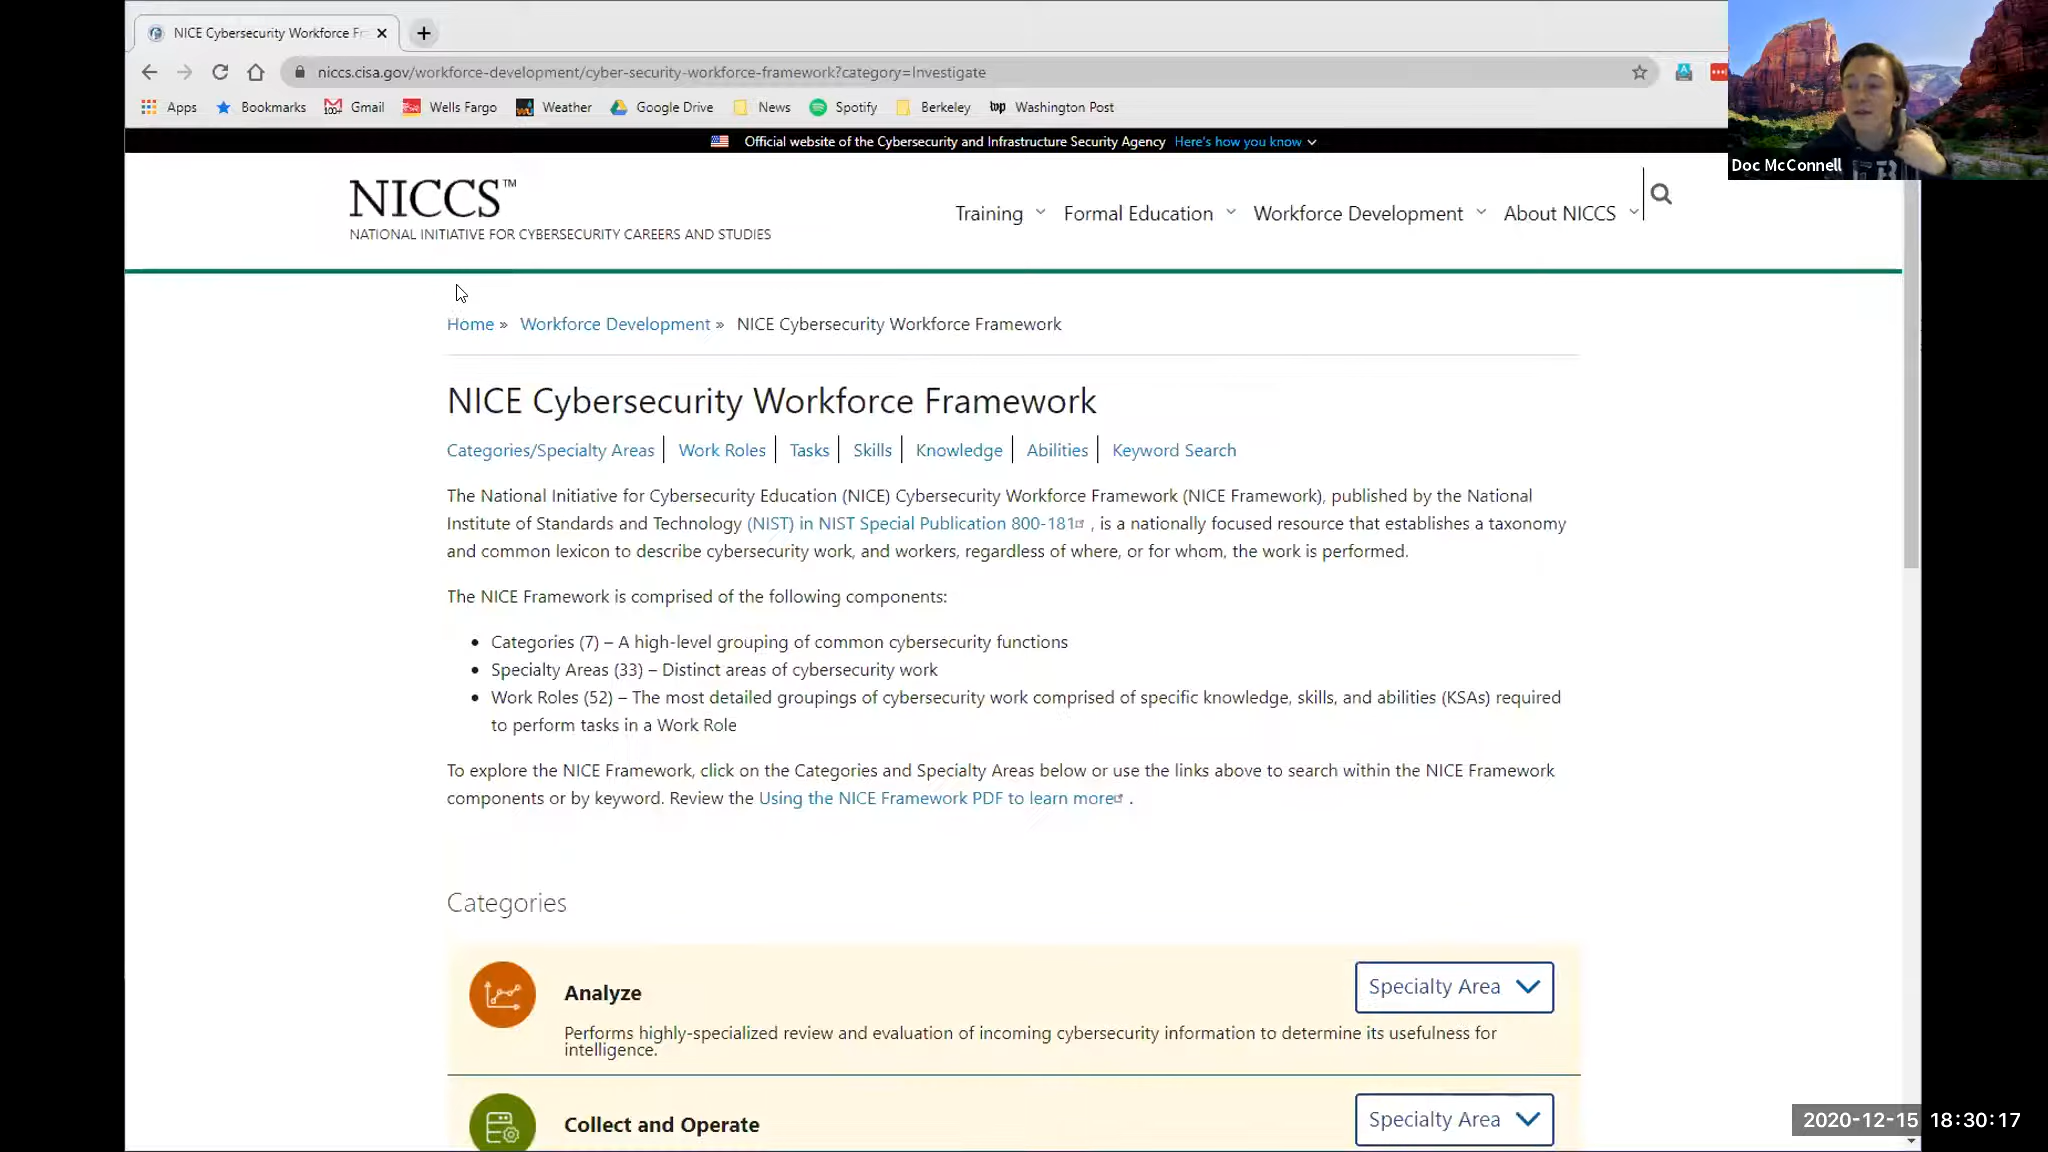 NICE Cybersecurity Workforce Fr
niccs.cisa.gov/workforce-development/cyber-security-workforce-framework?category=Investigate
Apps Bookmarks Gmail Wells Fargo Weather Google Drive News Spotify Berkeley Washington Post
Official website of the Cybersecurity and Infrastructure Security Agency Here's how you know
Doc McConnell
NICCS™
NATIONAL INITIATIVE FOR CYBERSECURITY CAREERS AND STUDIES
Training Formal Education Workforce Development About NICCS
Home » Workforce Development » NICE Cybersecurity Workforce Framework
NICE Cybersecurity Workforce Framework
Categories/Specialty Areas | Work Roles | Tasks | Skills | Knowledge | Abilities | Keyword Search
The National Initiative for Cybersecurity Education (NICE) Cybersecurity Workforce Framework (NICE Framework), published by the National
Institute of Standards and Technology (NIST) in NIST Special Publication 800-181 , is a nationally focused resource that establishes a taxonomy
and common lexicon to describe cybersecurity work, and workers, regardless of where, or for whom, the work is performed.
The NICE Framework is comprised of the following components:
• Categories (7) – A high-level grouping of common cybersecurity functions
• Specialty Areas (33) – Distinct areas of cybersecurity work
• Work Roles (52) – The most detailed groupings of cybersecurity work comprised of specific knowledge, skills, and abilities (KSAs) required
to perform tasks in a Work Role
To explore the NICE Framework, click on the Categories and Specialty Areas below or use the links above to search within the NICE Framework
components or by keyword. Review the Using the NICE Framework PDF to learn more .
Categories
Analyze
Specialty Area
Performs highly-specialized review and evaluation of incoming cybersecurity information to determine its usefulness for
intelligence.
Collect and Operate
Specialty Area
2020-12-15 18:30:17